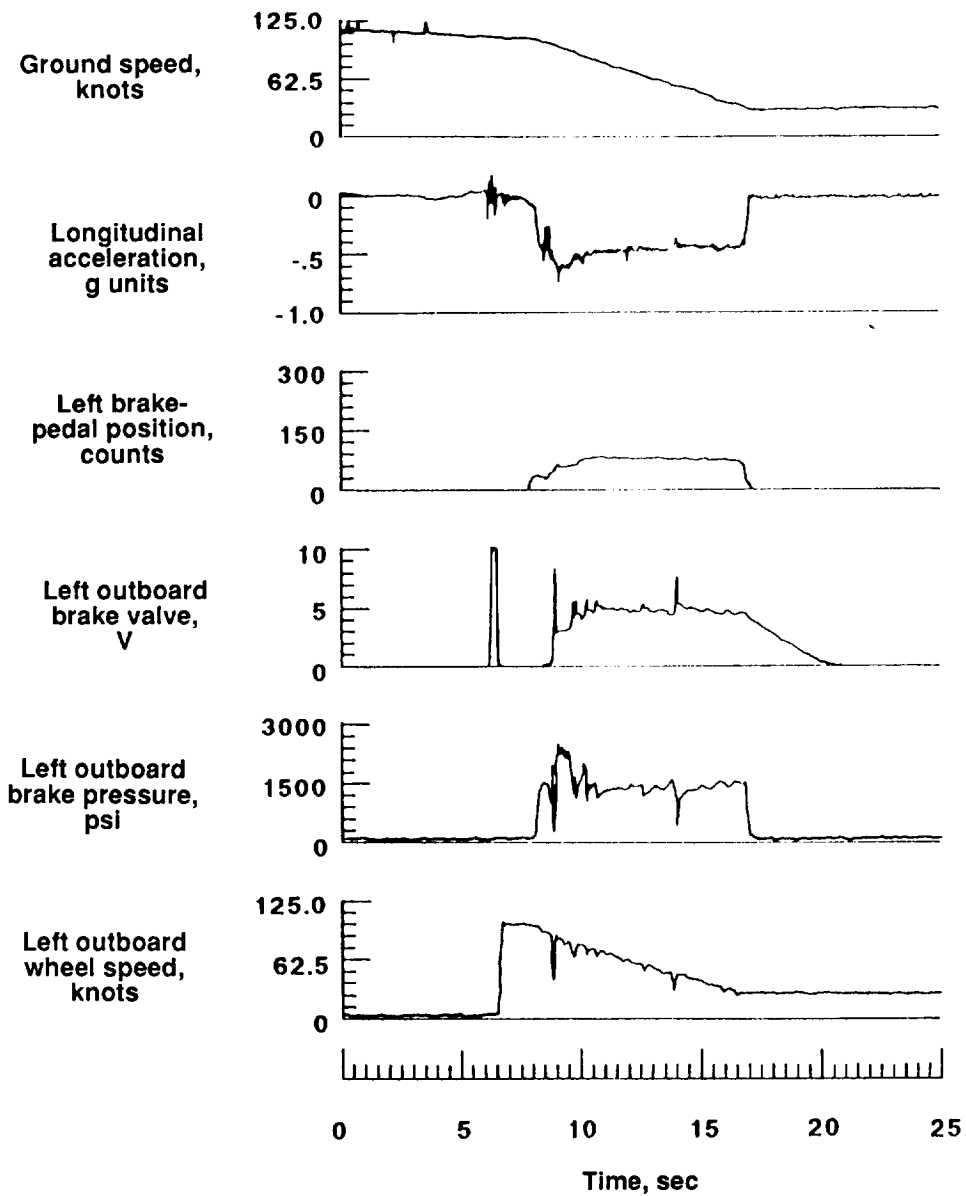 125.0
Ground speed,
knots
62.5
0
0
Longitudinal
acceleration,
g units
-.5
-1.0
300
Left brake-
pedal position,
counts
150
0
10
Left outboard
brake valve,
V
5
0
3000
Left outboard
brake pressure,
psi
1500
0
125.0
Left outboard
wheel speed,
knots
62.5
0
0 5 10 15 20 25
Time, sec